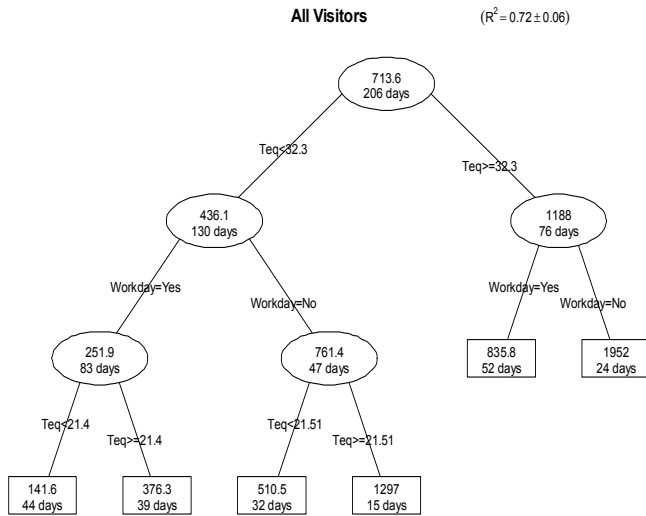 All Visitors (R² = 0.72 ± 0.06)
713.6
206 days
Teq<32.3 Teq>=32.3
436.1 1188
130 days 76 days
Workday=Yes Workday=No Workday=Yes Workday=No
251.9 761.4 835.8 1952
83 days 47 days 52 days 24 days
Teq<21.4 Teq>=21.4 Teq<21.51 Teq>=21.51
141.6 376.3 510.5 1297
44 days 39 days 32 days 15 days